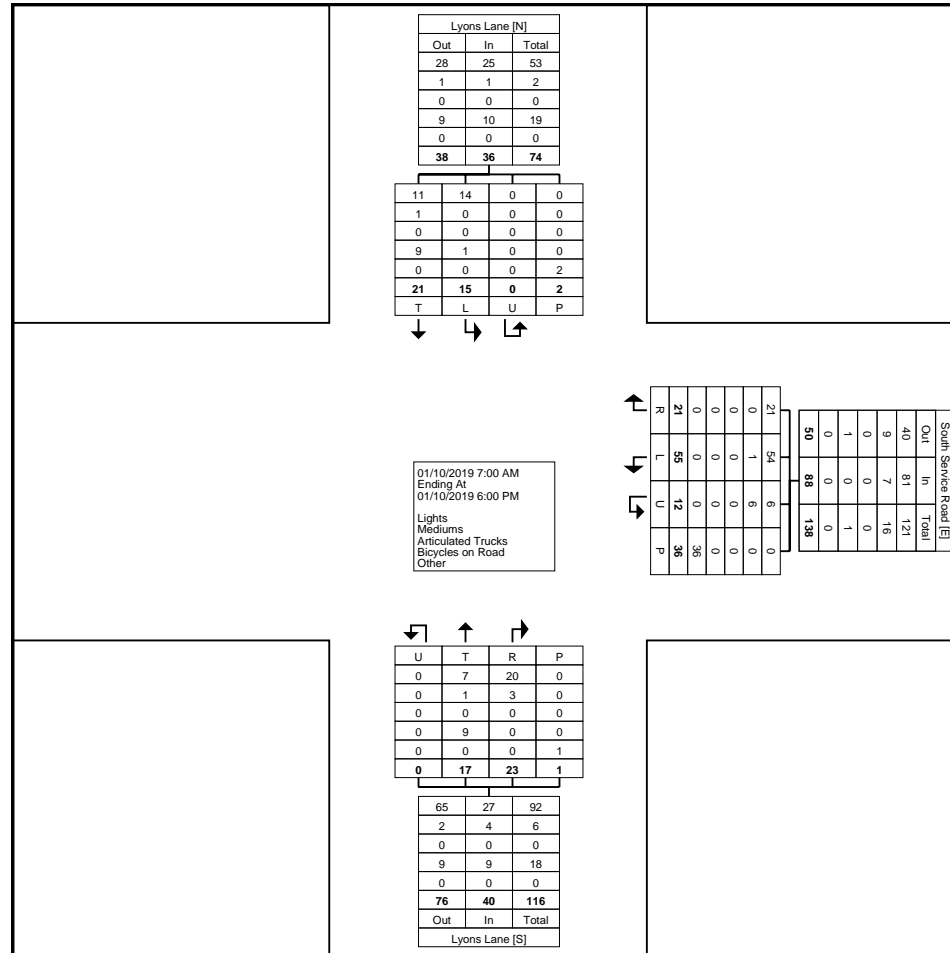 Lyons Lane [N]
Out In Total
28 25 53
1 1 2
0 0 0
9 10 19
0 0 0
38 36 74
11 14 0 0
1 0 0 0
0 0 0 0
9 1 0 0
0 0 0 2
21 15 0 2
T L U P
South Service Road [E]
Out In Total
40 81 121
9 7 16
0 0 0
1 0 1
0 0 0
50 88 138
21 54 6 0
0 1 6 0
0 0 0 0
0 0 0 0
0 0 0 36
21 55 12 36
R L U P
01/10/2019 7:00 AM
Ending At
01/10/2019 6:00 PM
Lights
Mediums
Articulated Trucks
Bicycles on Road
Other
U T R P
0 7 20 0
0 1 3 0
0 0 0 0
0 9 0 0
0 0 0 1
0 17 23 1
65 27 92
2 4 6
0 0 0
9 9 18
0 0 0
76 40 116
Out In Total
Lyons Lane [S]